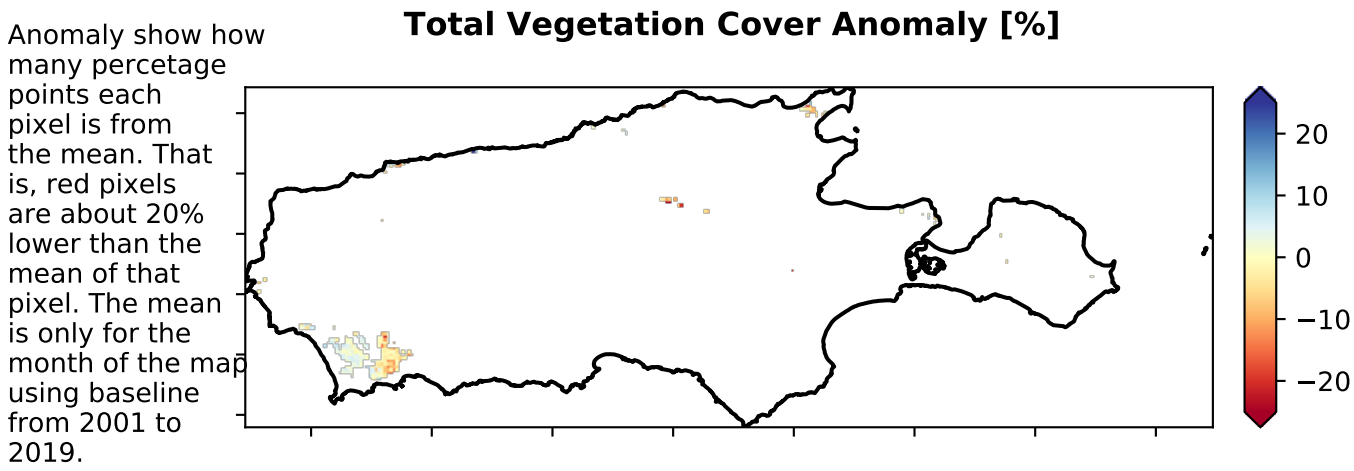 Total Vegetation Cover Anomaly [%]
Anomaly show how
many percetage
points each
pixel is from
the mean. That
is, red pixels
are about 20%
lower than the
mean of that
pixel. The mean
is only for the
month of the map
using baseline
from 2001 to
2019.
20
10
0
−10
−20